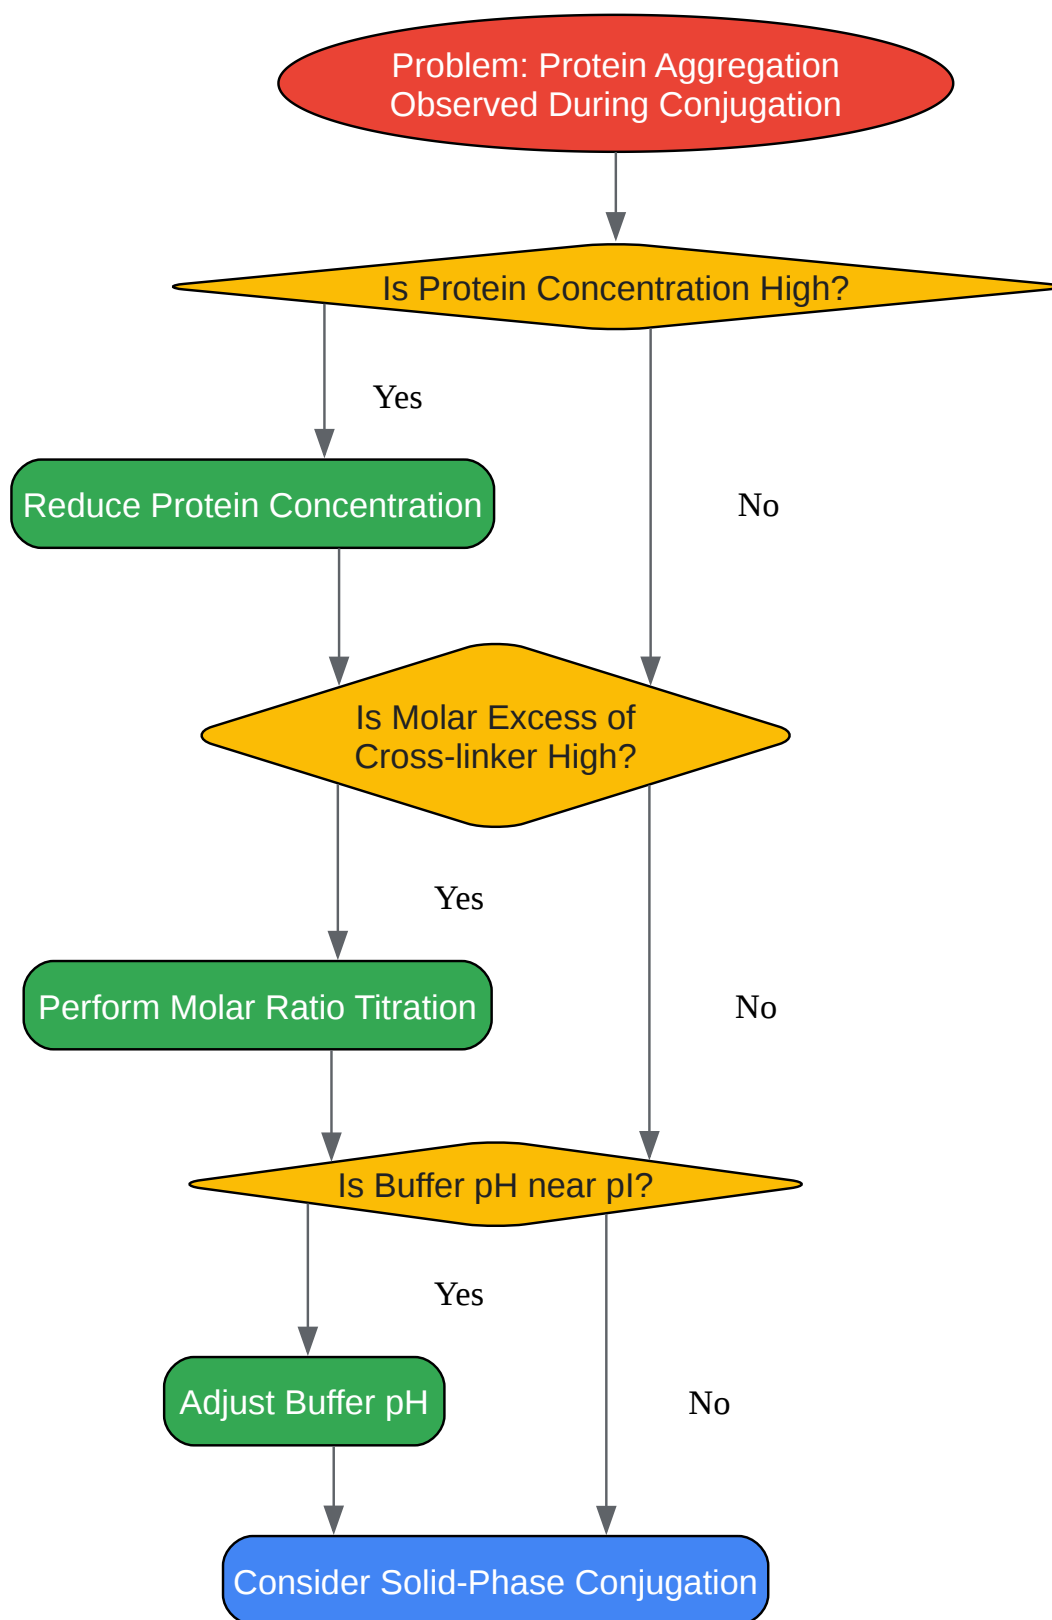 Problem: Protein Aggregation
Observed During Conjugation
Is Protein Concentration High?
Yes
Reduce Protein Concentration
No
Is Molar Excess of
Cross-linker High?
Yes
Perform Molar Ratio Titration
No
Is Buffer pH near pI?
Yes
Adjust Buffer pH
No
Consider Solid-Phase Conjugation